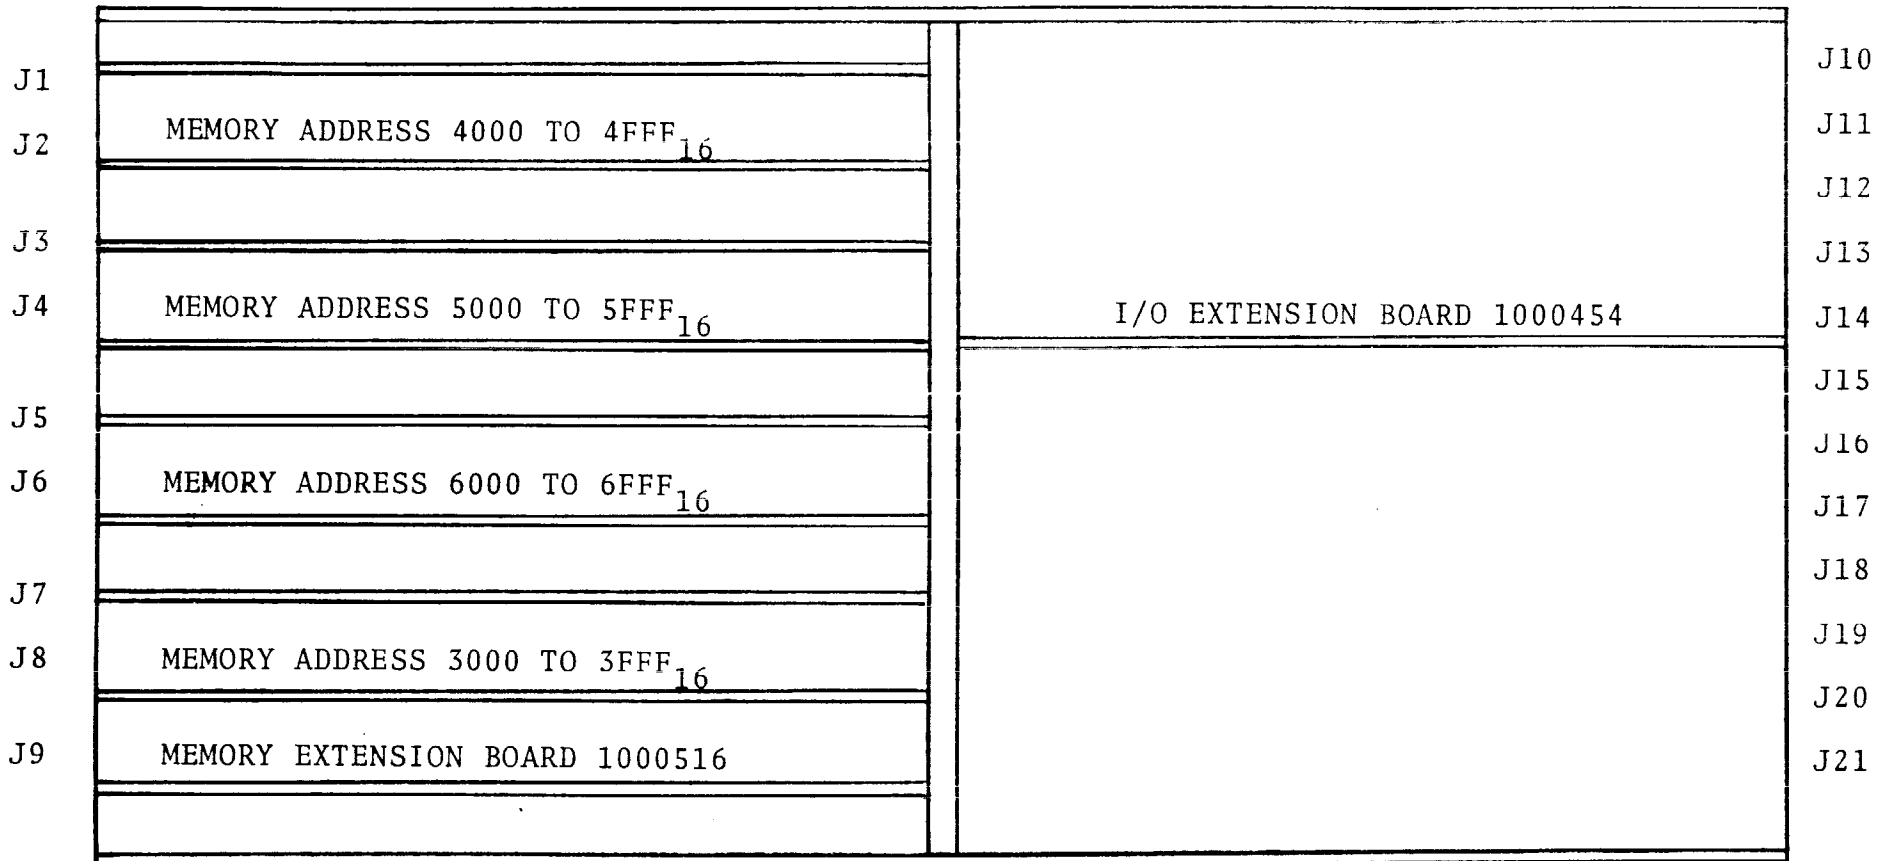 J10
J1
MEMORY ADDRESS 4000 TO 4FFF16
J11
J2
J12
J3
J13
J4
MEMORY ADDRESS 5000 TO 5FFF16
I/O EXTENSION BOARD 1000454
J14
J15
J5
J16
J6
MEMORY ADDRESS 6000 TO 6FFF16
J17
J18
J7
J19
J8
MEMORY ADDRESS 3000 TO 3FFF16
J20
J9
MEMORY EXTENSION BOARD 1000516
J21